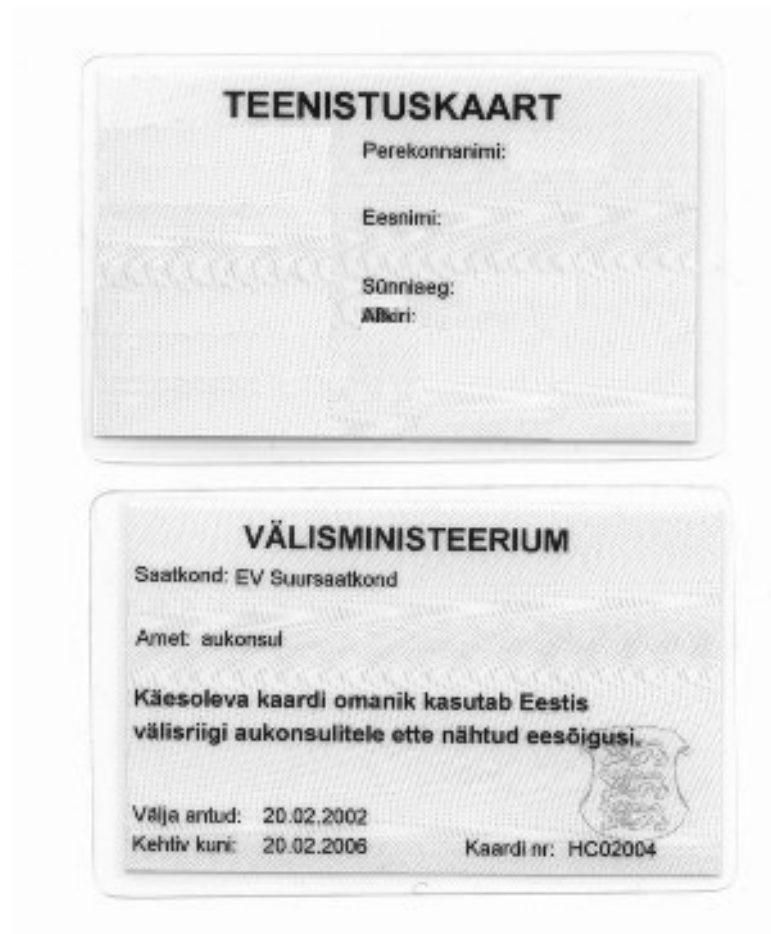 TEENISTUSKAART
Perekonnanimi:
Eesnimi:
Sünniaeg:
Allkiri:
VÄLISMINISTEERIUM
Saatkond: EV Suursaatkond
Amet: aukonsul
Käesoleva kaardi omanik kasutab Eestis
välisriigi aukonsulitele ette nähtud eesõigusi.
Välja antud: 20.02.2002
Kehtiv kuni: 20.02.2006 Kaardi nr: HC02004